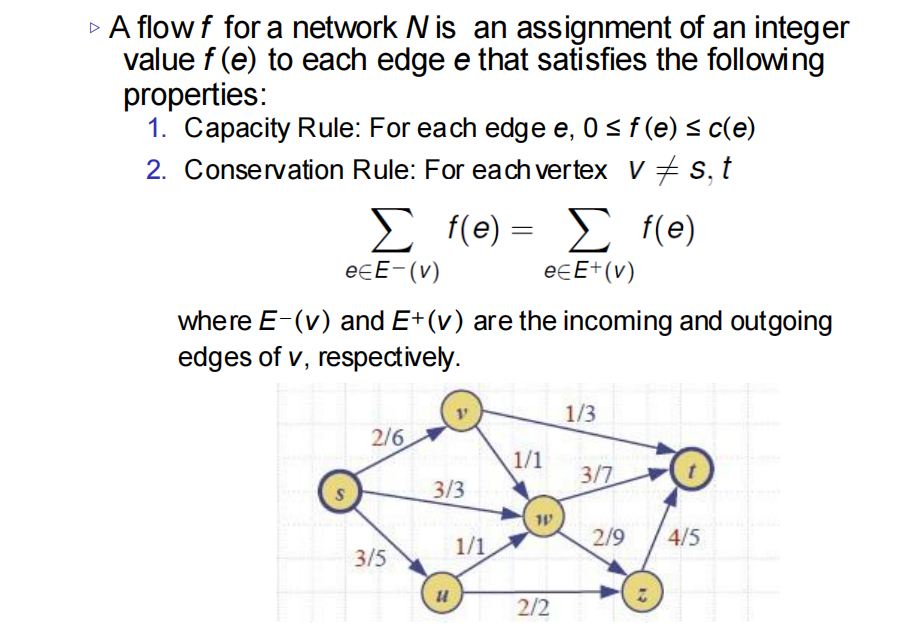 ▷ A flow f for a network N is an assignment of an integer
value f (e) to each edge e that satisfies the following
properties:
1. Capacity Rule: For each edge e, 0 ≤ f (e) ≤ c(e)
2. Conservation Rule: For each vertex v ≠ s, t
∑ f(e) = ∑ f(e)
e∈E−(v) e∈E+(v)
where E−(v) and E+(v) are the incoming and outgoing
edges of v, respectively.
v
1/3
2/6
1/1
3/7
t
s
3/3
w
2/9
4/5
1/1
3/5
u
z
2/2